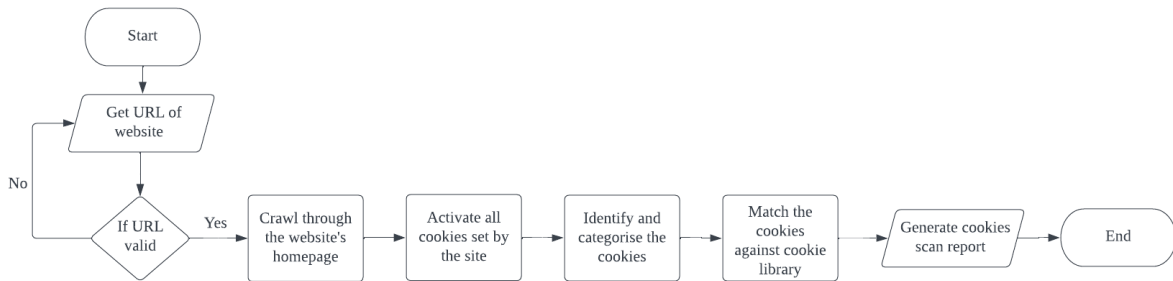 Start
Get URL of
website
No
If URL
valid
Yes
Crawl through
the website's
homepage
Activate all
cookies set by
the site
Identify and
categorise the
cookies
Match the
cookies
against cookie
library
Generate cookies
scan report
End